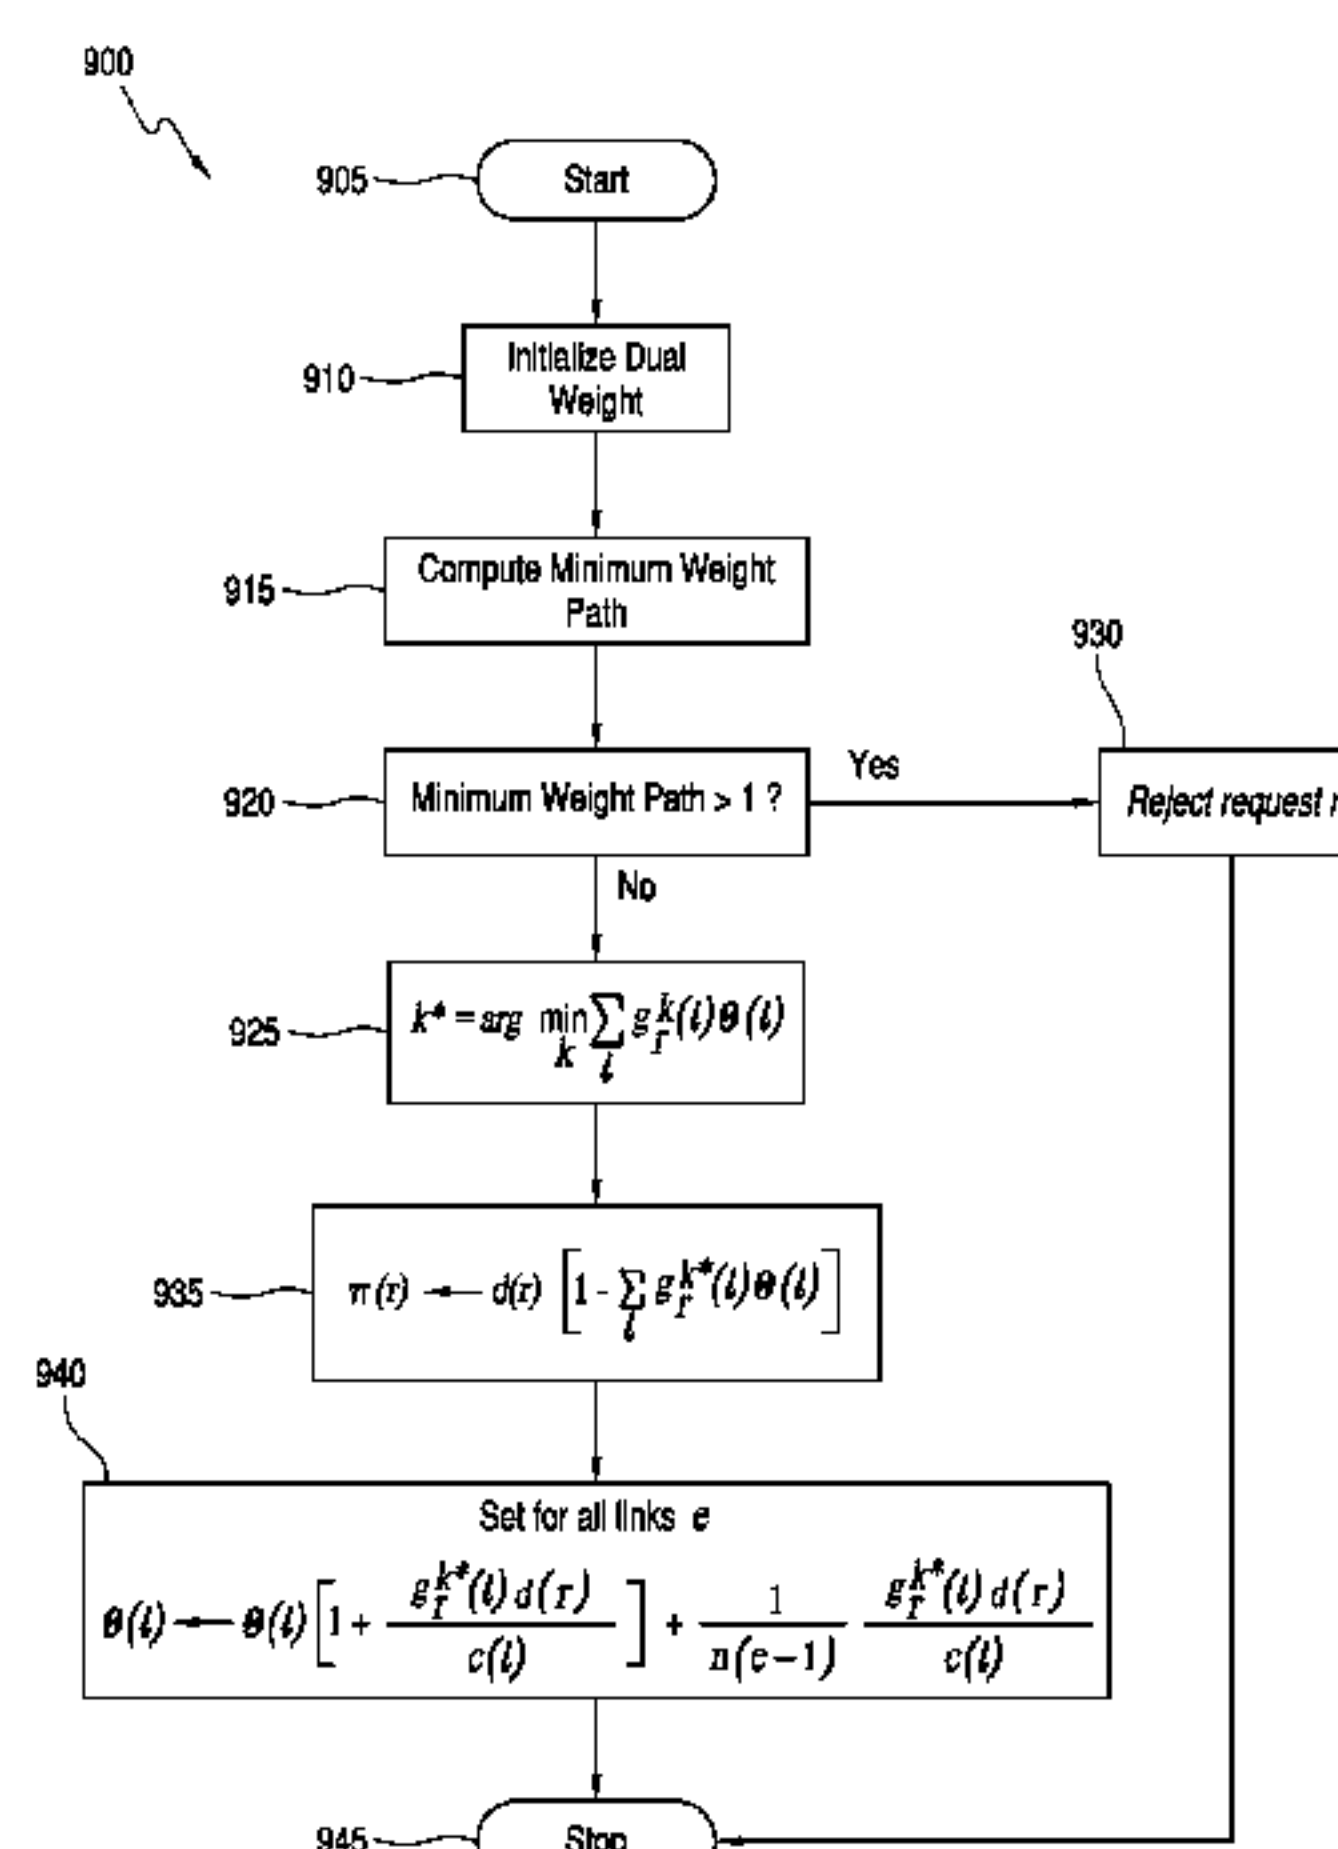 900
905
Start
910
Initialize Dual
Weight
915
Compute Minimum Weight
Path
920
Minimum Weight Path > 1 ?
Yes
930
Reject request r
No
925
k* = arg min_k ∑_l g_r^k(l) θ(l)
935
π(r) ← d(r) [1 - ∑_l g_r^k*(l) θ(l)]
940
Set for all links e
θ(l) ← θ(l) [1 + g_r^k*(l) d(r) / c(l)] + 1 / n(e−1) g_r^k*(l) d(r) / c(l)
945
Stop